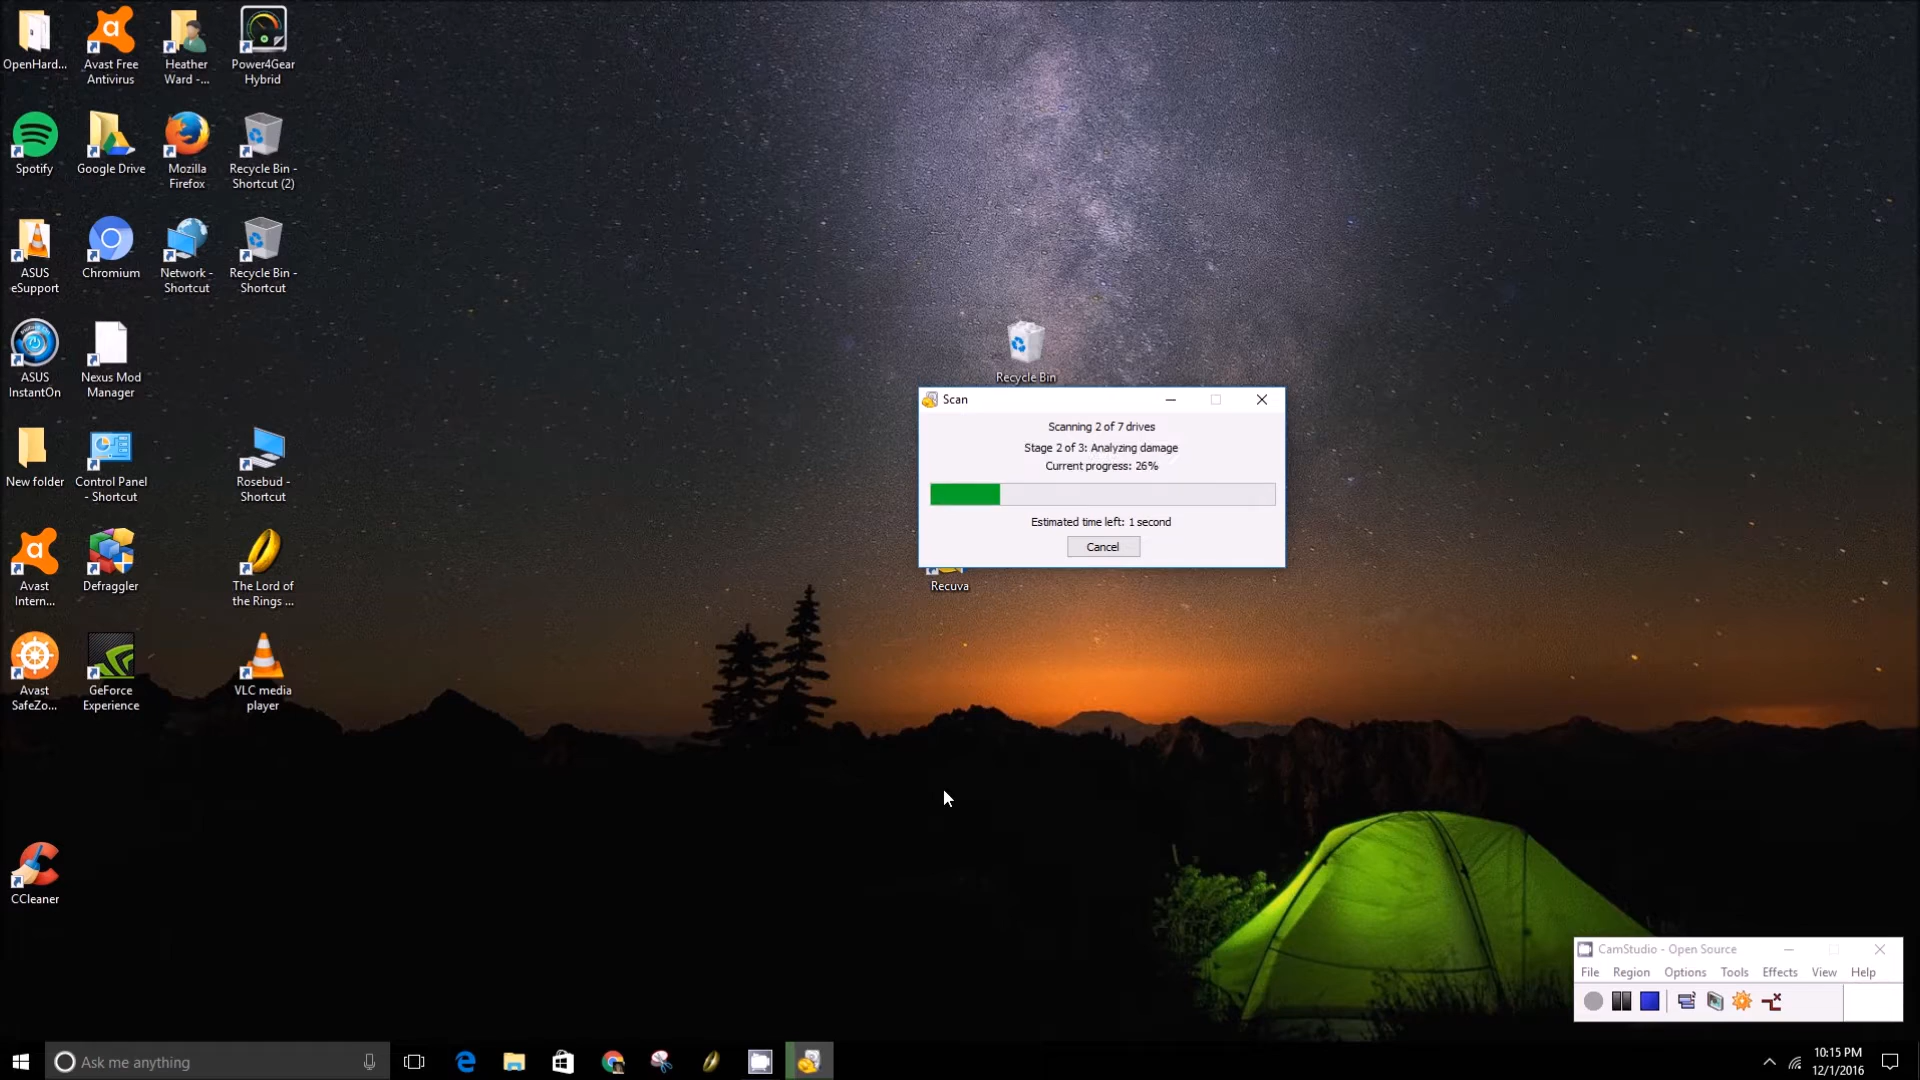 OpenHard...
Avast Free
Antivirus
Heather
Ward -...
Power4Gear
Hybrid
Spotify
Google Drive
Mozilla
Firefox
Recycle Bin -
Shortcut (2)
ASUS
eSupport
Chromium
Network -
Shortcut
Recycle Bin -
Shortcut
ASUS
InstantOn
Nexus Mod
Manager
New folder
Control Panel
- Shortcut
Rosebud -
Shortcut
Avast
Intern...
Defraggler
The Lord of
the Rings ...
Avast
SafeZo...
GeForce
Experience
VLC media
player
CCleaner
Recycle Bin
Scan
Scanning 2 of 7 drives
Stage 2 of 3: Analyzing damage
Current progress: 26%
Estimated time left: 1 second
Cancel
Recuva
CamStudio - Open Source
File Region Options Tools Effects View Help
Ask me anything
10:15 PM
12/1/2016